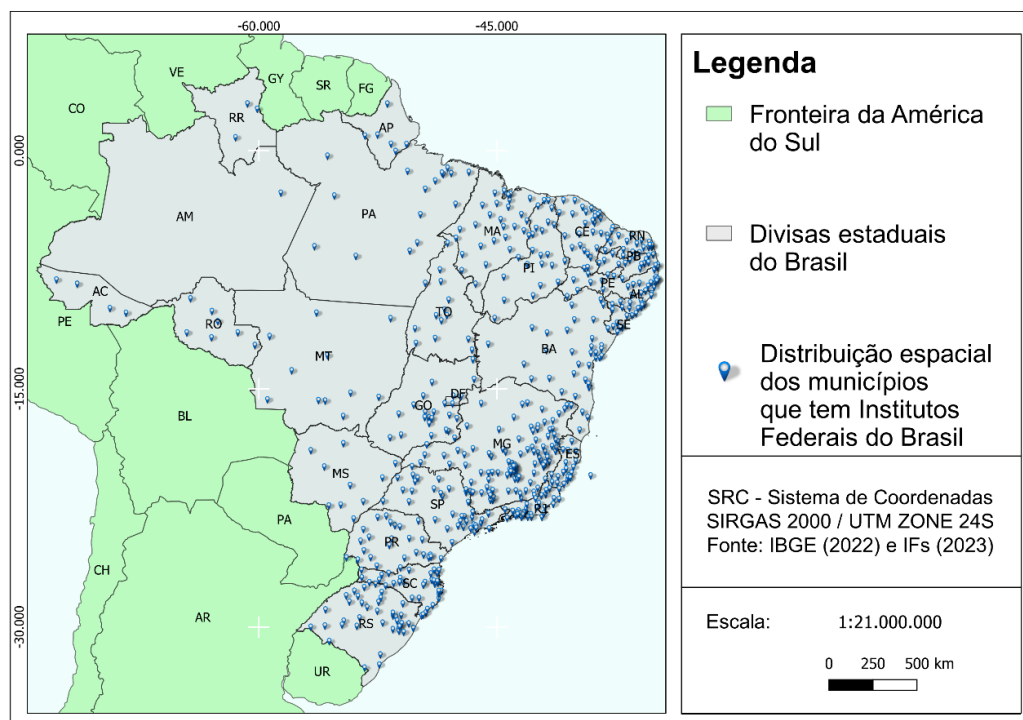 -60.000
-45.000
0.000
-15.000
-30.000
VE
GY
SR
FG
CO
RR
AP
AM
PA
MA
CE
RN
PB
PI
PE
AL
SE
AC
PE
RO
TO
BA
MT
DF
GO
BL
MG
ES
MS
SP
RJ
PA
PR
CH
SC
AR
RS
UR
Legenda
Fronteira da América
do Sul
Divisas estaduais
do Brasil
Distribuição espacial
dos municípios
que tem Institutos
Federais do Brasil
SRC - Sistema de Coordenadas
SIRGAS 2000 / UTM ZONE 24S
Fonte: IBGE (2022) e IFs (2023)
Escala: 1:21.000.000
0 250 500 km